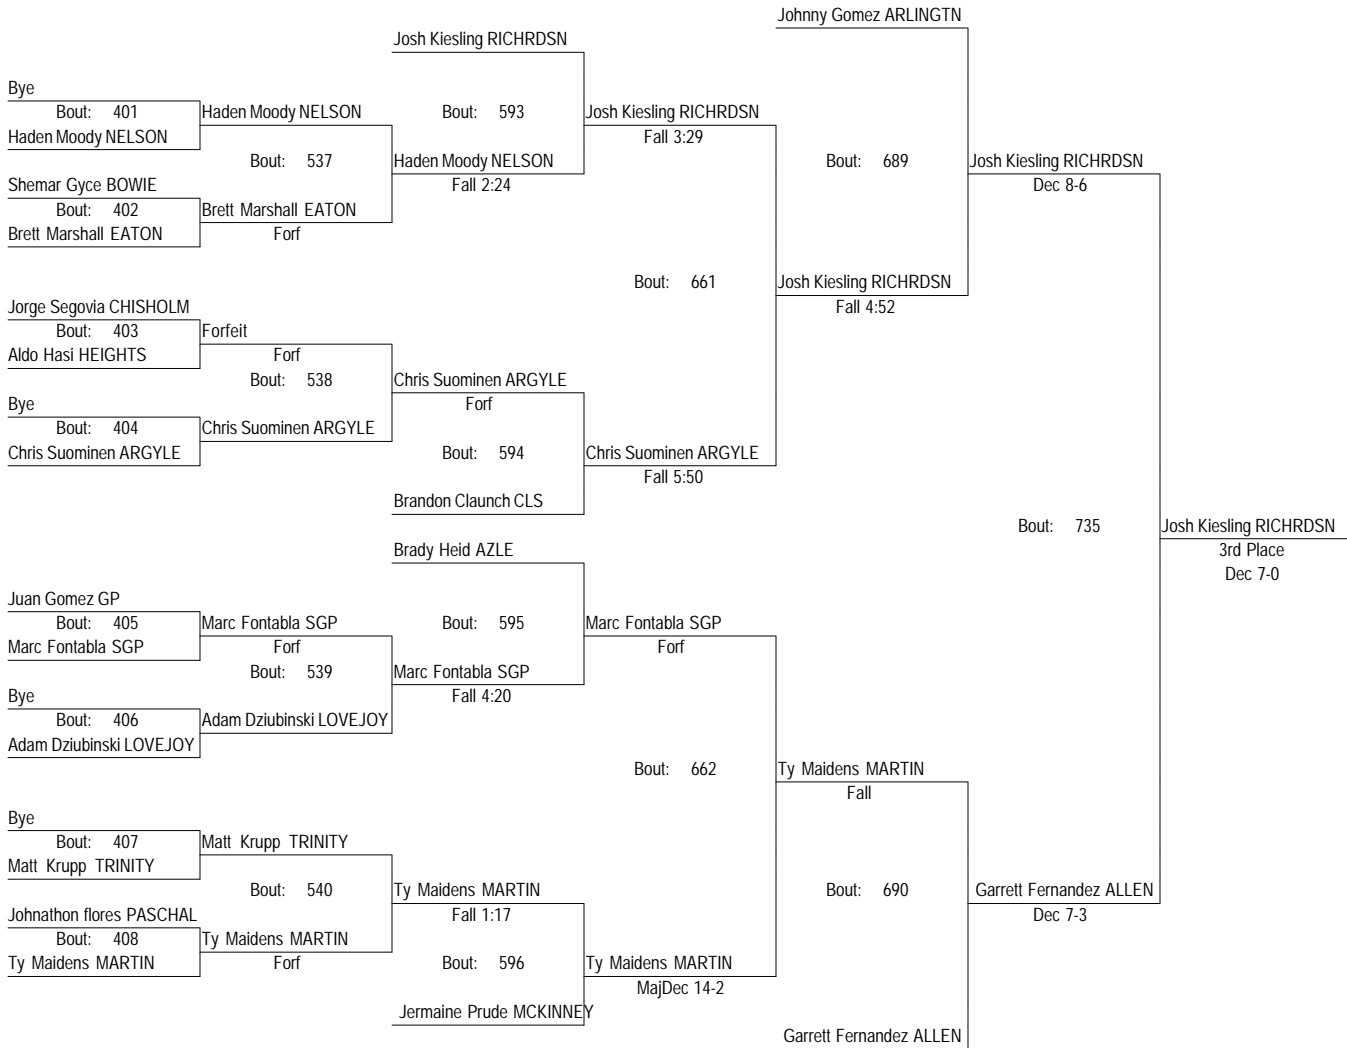 Johnny Gomez ARLINGTN
Josh Kiesling RICHRDSN
Bye
Bout: 401
Haden Moody NELSON
Haden Moody NELSON
Bout: 593
Josh Kiesling RICHRDSN
Fall 3:29
Bout: 537
Haden Moody NELSON
Fall 2:24
Bout: 689
Josh Kiesling RICHRDSN
Dec 8-6
Shemar Gyce BOWIE
Bout: 402
Brett Marshall EATON
Brett Marshall EATON
Forf
Bout: 661
Josh Kiesling RICHRDSN
Fall 4:52
Jorge Segovia CHISHOLM
Bout: 403
Aldo Hasi HEIGHTS
Forfeit
Forf
Bout: 538
Chris Suominen ARGYLE
Forf
Bye
Bout: 404
Chris Suominen ARGYLE
Chris Suominen ARGYLE
Bout: 594
Chris Suominen ARGYLE
Fall 5:50
Brandon Claunch CLS
Bout: 735
Josh Kiesling RICHRDSN
3rd Place
Dec 7-0
Brady Heid AZLE
Juan Gomez GP
Bout: 405
Marc Fontabla SGP
Marc Fontabla SGP
Forf
Bout: 595
Marc Fontabla SGP
Forf
Bout: 539
Marc Fontabla SGP
Fall 4:20
Bye
Bout: 406
Adam Dziubinski LOVEJOY
Adam Dziubinski LOVEJOY
Bout: 662
Ty Maidens MARTIN
Fall
Bye
Bout: 407
Matt Krupp TRINITY
Matt Krupp TRINITY
Bout: 540
Ty Maidens MARTIN
Fall 1:17
Bout: 690
Garrett Fernandez ALLEN
Dec 7-3
Johnathon flores PASCHAL
Bout: 408
Ty Maidens MARTIN
Ty Maidens MARTIN
Forf
Bout: 596
Ty Maidens MARTIN
MajDec 14-2
Jermaine Prude MCKINNEY
Garrett Fernandez ALLEN